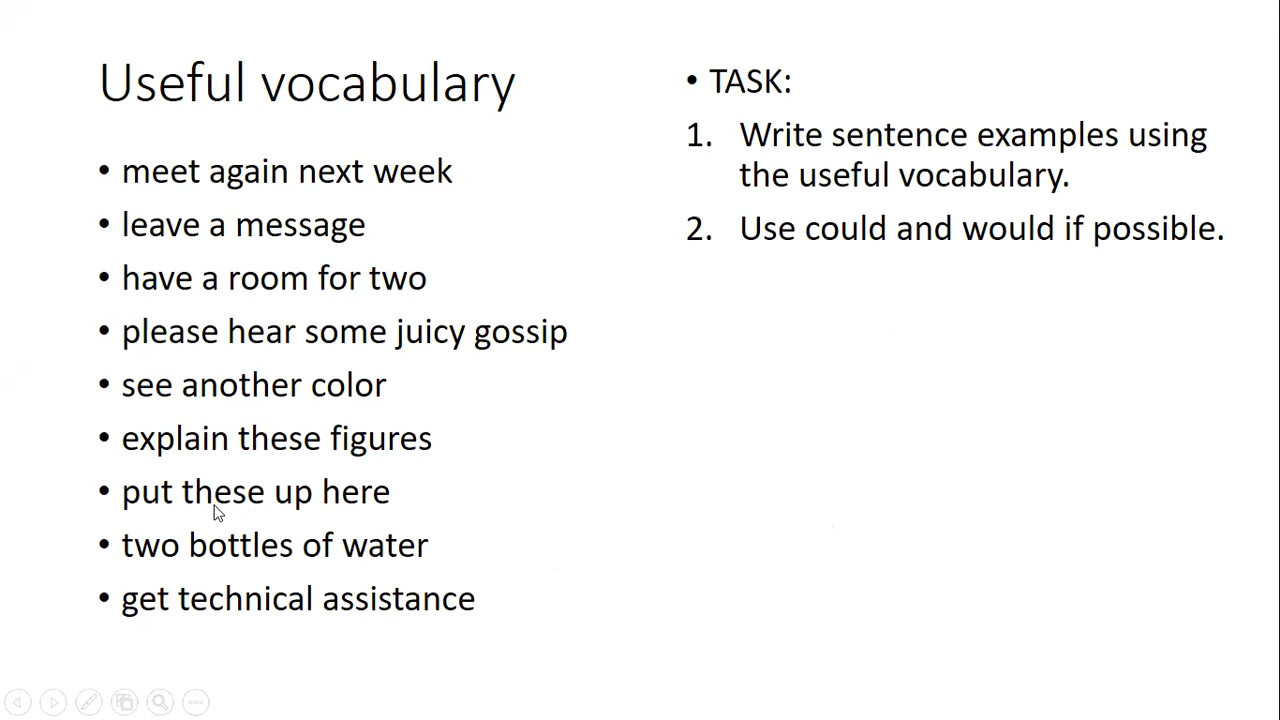 Useful vocabulary
• meet again next week
• leave a message
• have a room for two
• please hear some juicy gossip
• see another color
• explain these figures
• put these up here
• two bottles of water
• get technical assistance
• TASK:
1. Write sentence examples using
the useful vocabulary.
2. Use could and would if possible.